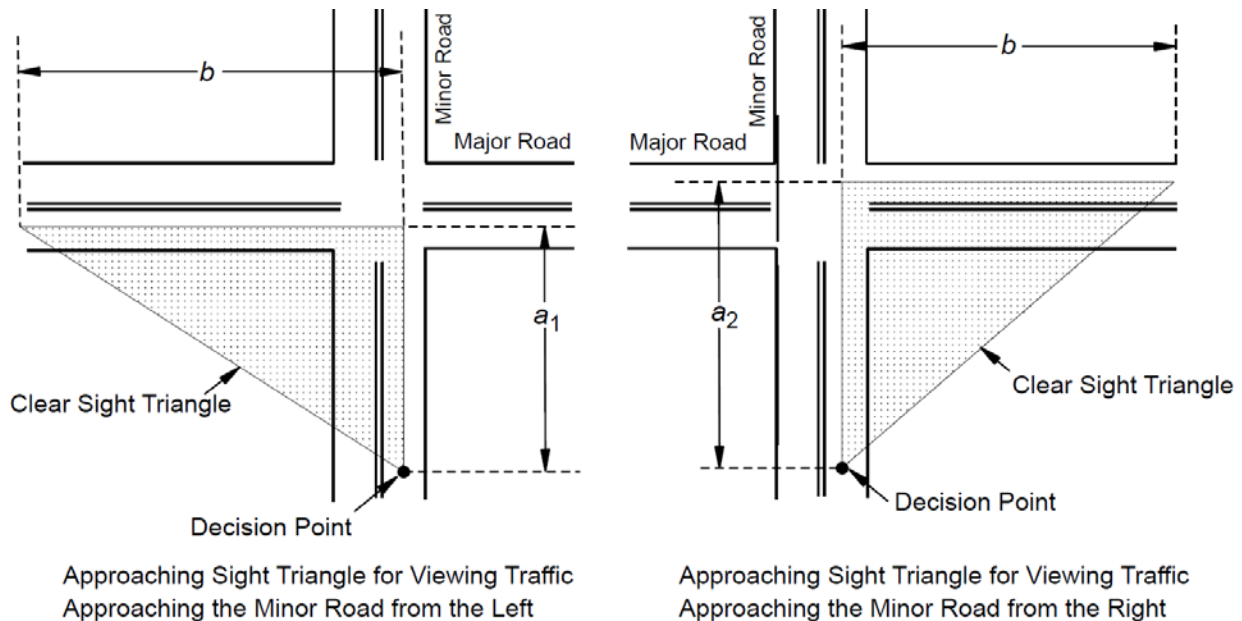 b
Minor Road
Major Road
a1
Clear Sight Triangle
Decision Point
Approaching Sight Triangle for Viewing Traffic
Approaching the Minor Road from the Left
b
Minor Road
Major Road
a2
Clear Sight Triangle
Decision Point
Approaching Sight Triangle for Viewing Traffic
Approaching the Minor Road from the Right